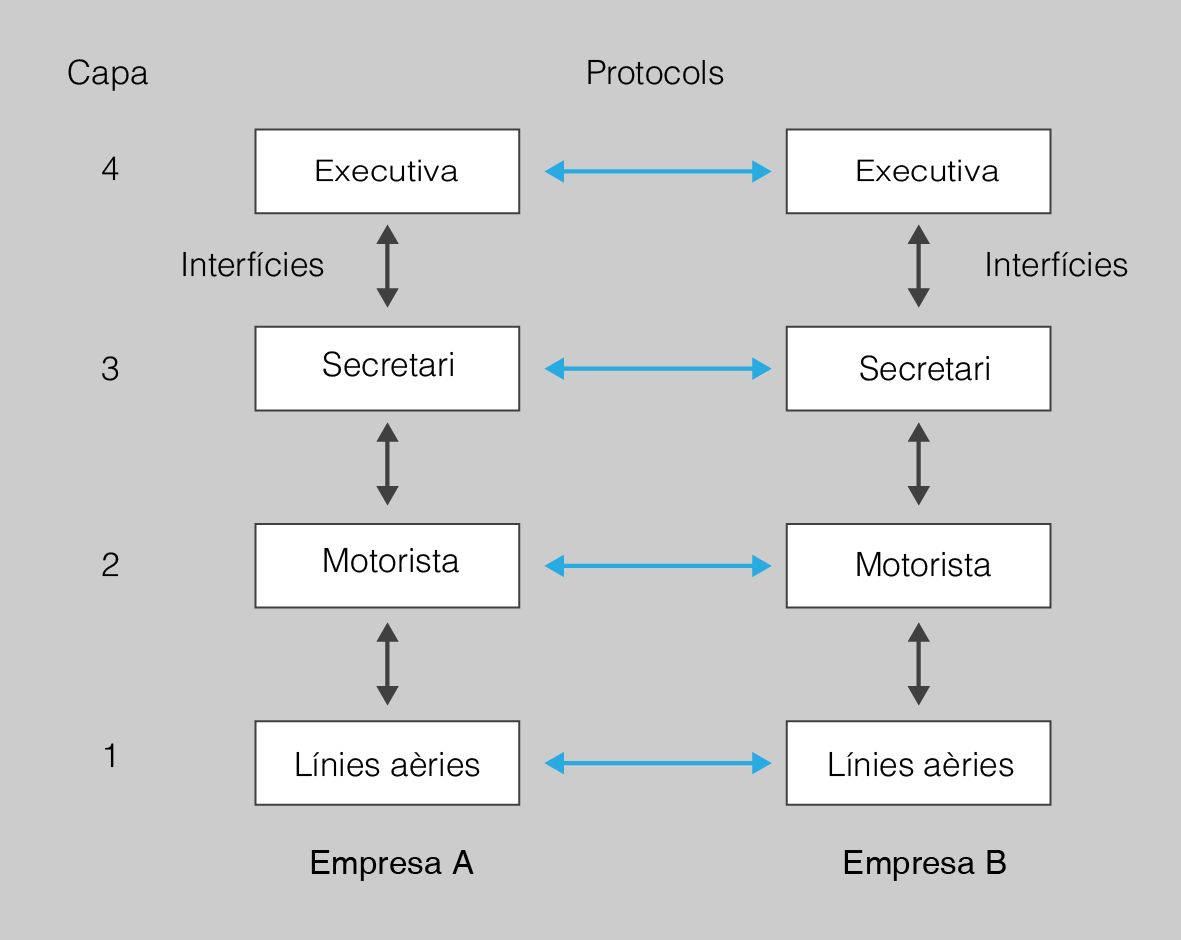 Capa
Protocols
4
Executiva
Executiva
Interfícies
Interfícies
3
Secretari
Secretari
2
Motorista
Motorista
1
Línies aèries
Línies aèries
Empresa A
Empresa B